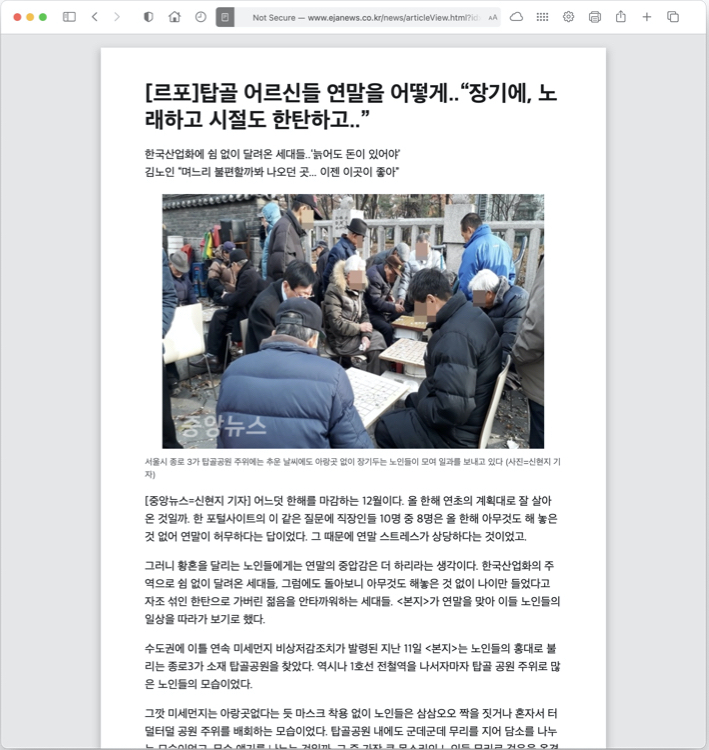 Not Secure — www.ejanews.co.kr/news/articleView.html?id
AA
[르포]탑골 어르신들 연말을 어떻게..“장기에, 노
래하고 시절도 한탄하고..”
한국산업화에 쉼 없이 달려온 세대들..'늙어도 돈이 있어야'
김노인 "며느리 불편할까봐 나오던 곳... 이젠 이곳이 좋아"
중앙뉴스
서울시 종로 3가 탑골공원 주위에는 추운 날씨에도 아랑곳 없이 장기두는 노인들이 모여 일과를 보내고 있다 (사진=신현지 기
자)
[중앙뉴스=신현지 기자] 어느덧 한해를 마감하는 12월이다. 올 한해 연초의 계획대로 잘 살아
온 것일까. 한 포털사이트의 이 같은 질문에 직장인들 10명 중 8명은 올 한해 아무것도 해 놓은
것 없어 연말이 허무하다는 답이었다. 그 때문에 연말 스트레스가 상당하다는 것이었고.
그러니 황혼을 달리는 노인들에게는 연말의 중압감은 더 하리라는 생각이다. 한국산업화의 주
역으로 쉼 없이 달려온 세대들, 그럼에도 돌아보니 아무것도 해놓은 것 없이 나이만 들었다고
자조 섞인 한탄으로 가버린 젊음을 안타까워하는 세대들. <본지>가 연말을 맞아 이들 노인들의
일상을 따라가 보기로 했다.
수도권에 이틀 연속 미세먼지 비상저감조치가 발령된 지난 11일 <본지>는 노인들의 홍대로 불
리는 종로3가 소재 탑골공원을 찾았다. 역시나 1호선 전철역을 나서자마자 탑골 공원 주위로 많
은 노인들의 모습이었다.
그깟 미세먼지는 아랑곳없다는 듯 마스크 착용 없이 노인들은 삼삼오오 짝을 짓거나 혼자서 터
덜터덜 공원 주위를 배회하는 모습이었다. 탑골공원 내에도 군데군데 무리를 지어 담소를 나누